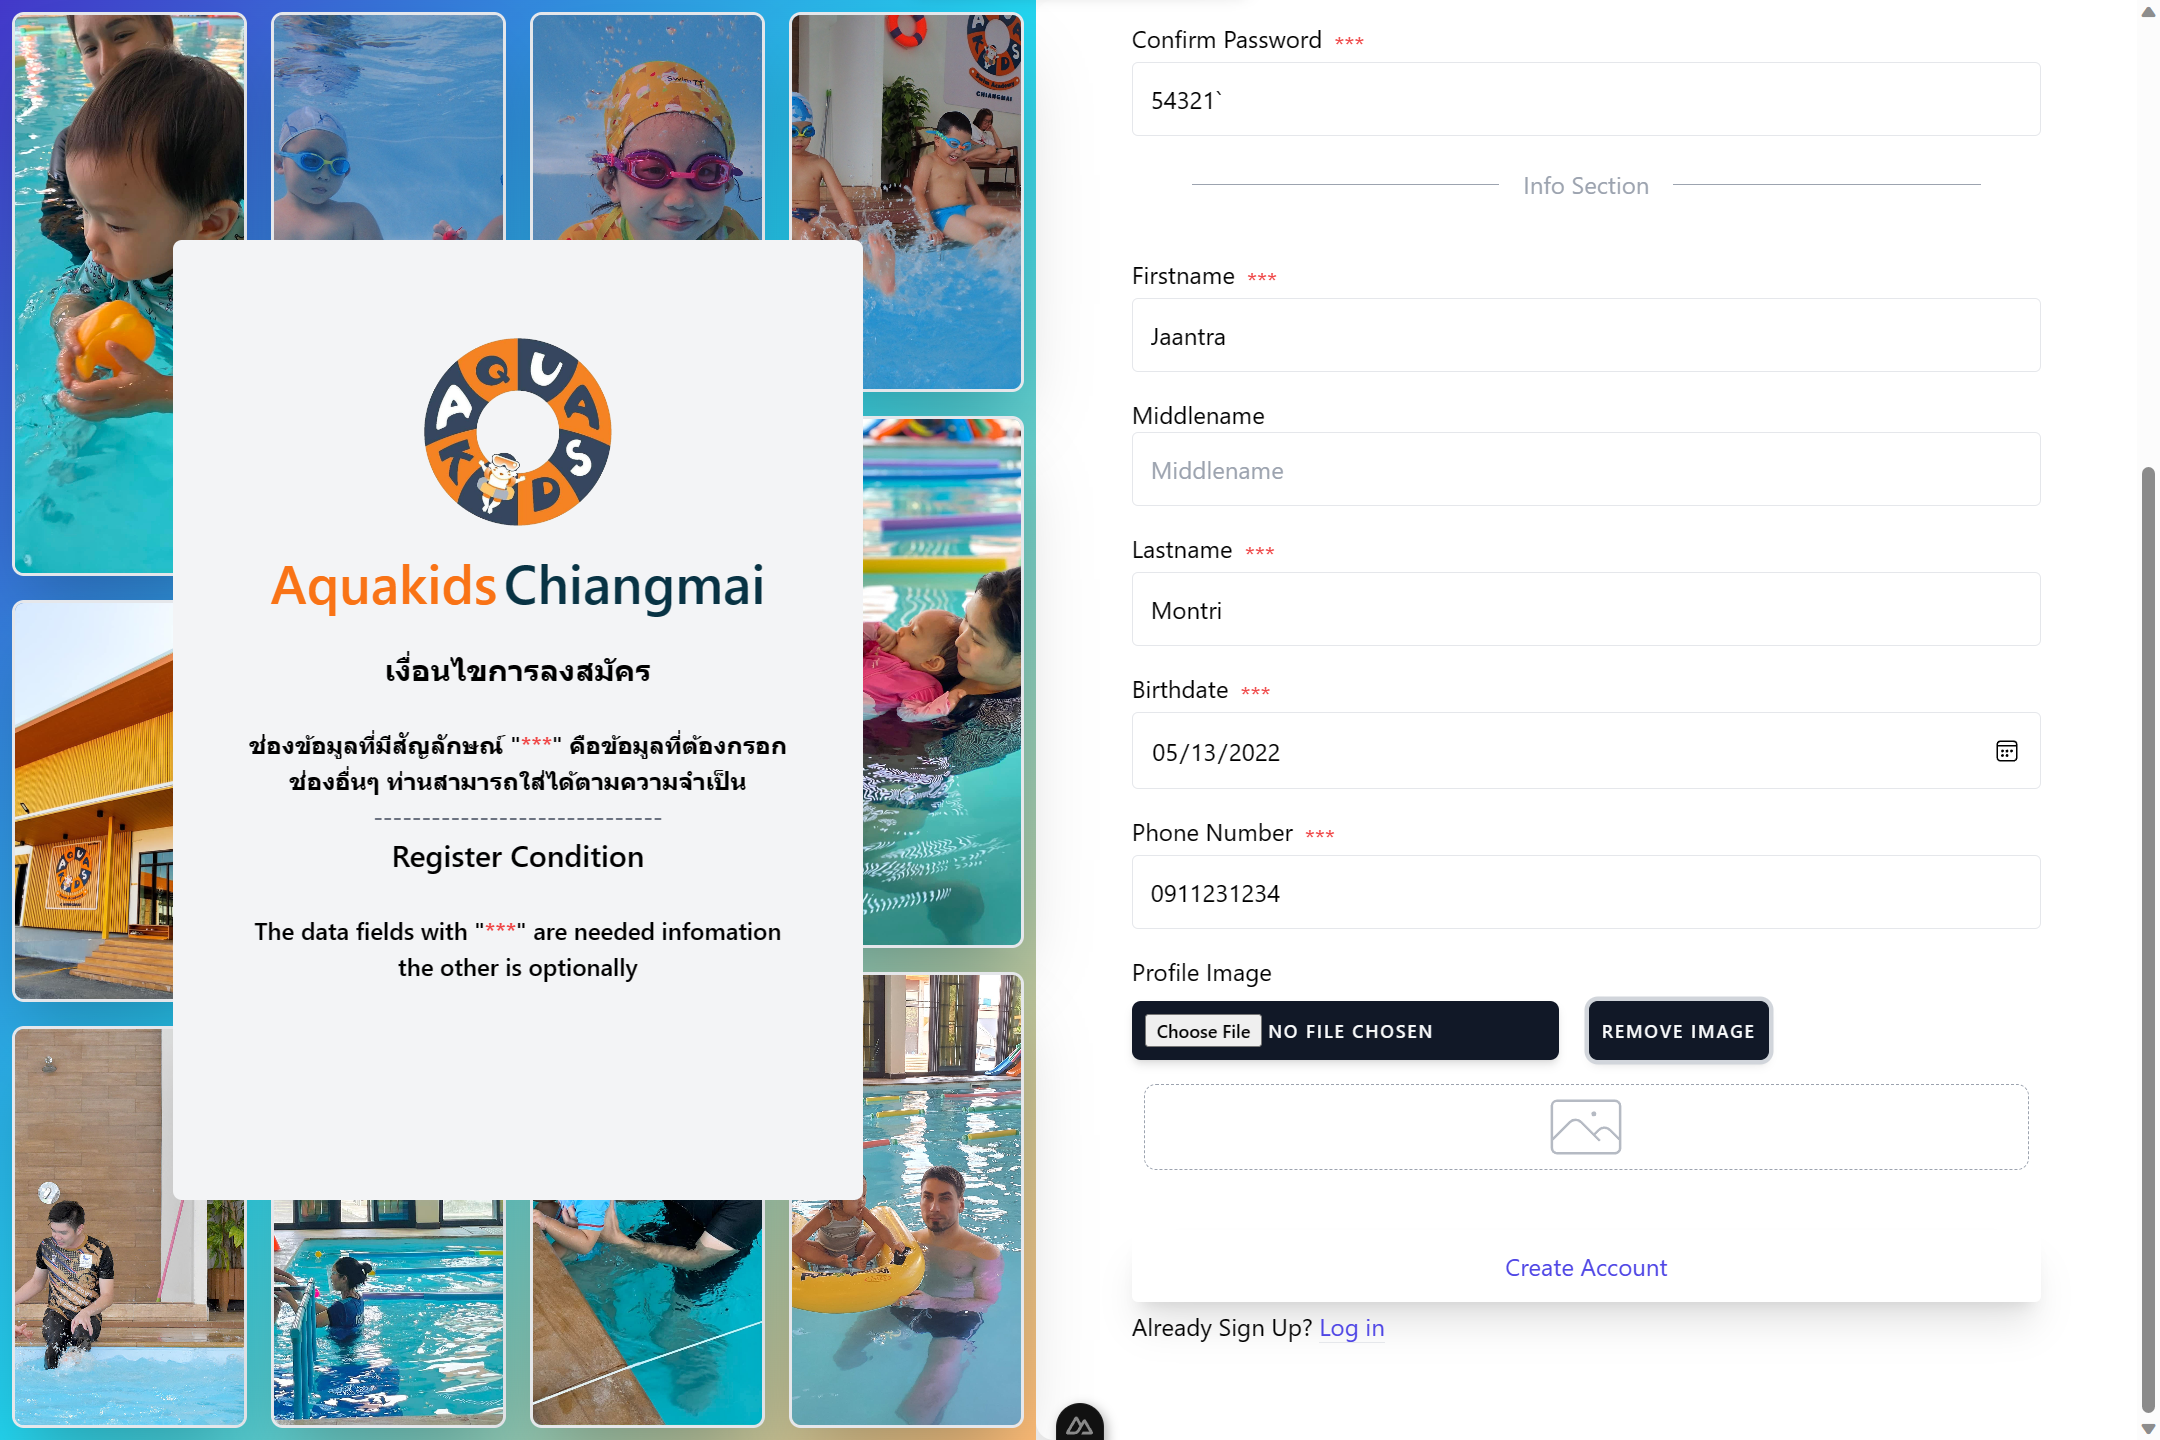 AQUA KIDS
Aquakids Chiangmai
เงื่อนไขการลงสมัคร
ช่องข้อมูลที่มีสัญลักษณ์ "***" คือข้อมูลที่ต้องกรอก
ช่องอื่นๆ ท่านสามารถใส่ได้ตามความจำเป็น
------------------------------
Register Condition
The data fields with "***" are needed infomation
the other is optionally
Confirm Password ***
54321`
Info Section
Firstname ***
Jaantra
Middlename
Middlename
Lastname ***
Montri
Birthdate ***
05/13/2022
Phone Number ***
0911231234
Profile Image
Choose File NO FILE CHOSEN
REMOVE IMAGE
Create Account
Already Sign Up? Log in